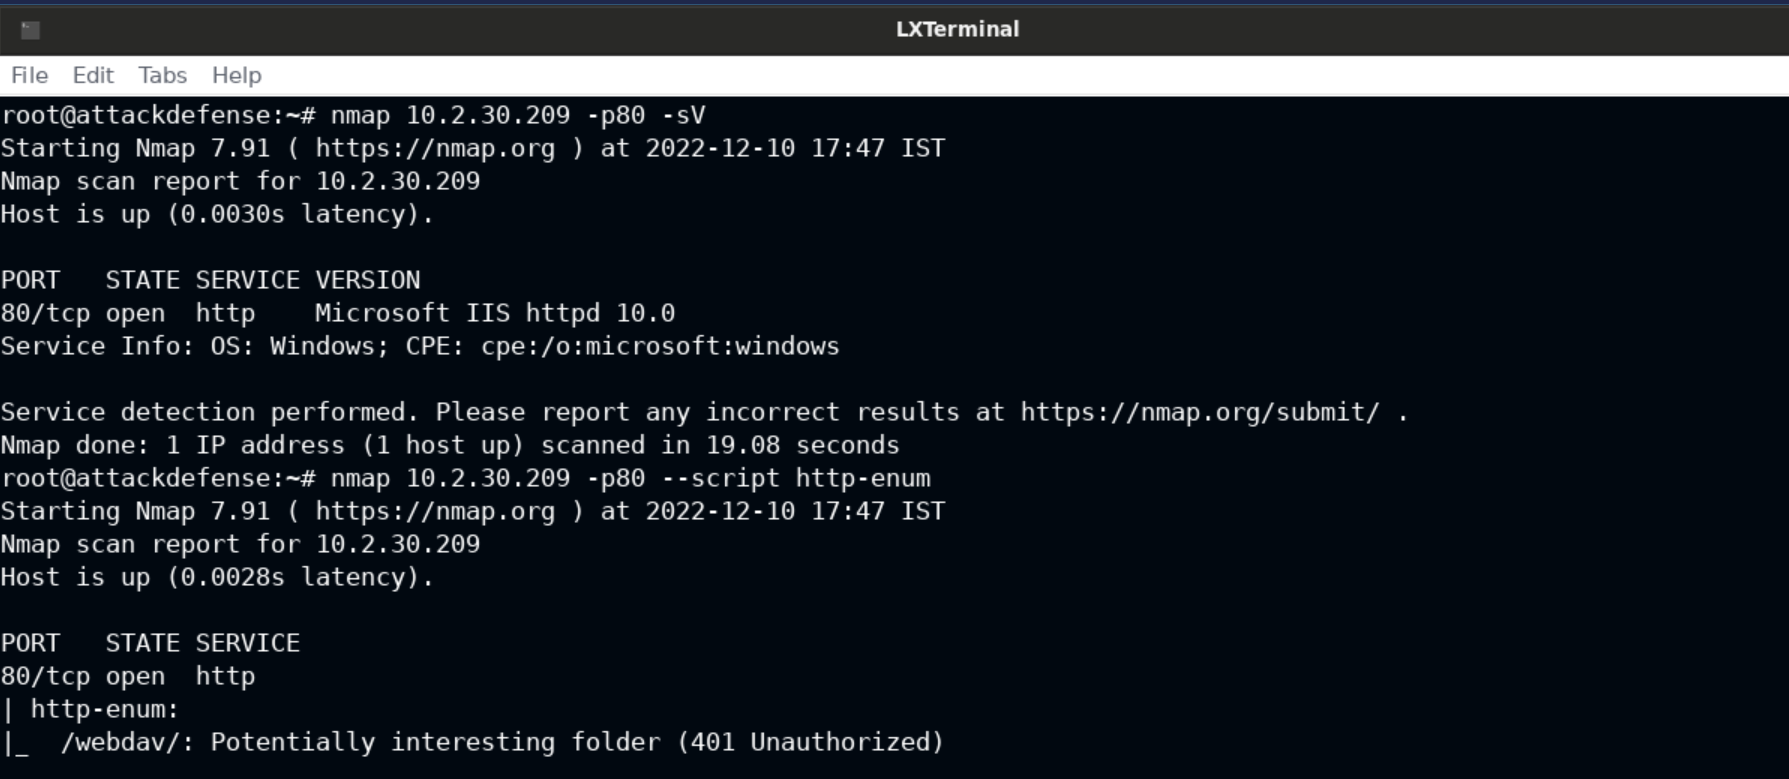 LXTerminal
File Edit Tabs Help
root@attackdefense:~# nmap 10.2.30.209 -p80 -sV
Starting Nmap 7.91 ( https://nmap.org ) at 2022-12-10 17:47 IST
Nmap scan report for 10.2.30.209
Host is up (0.0030s latency).
PORT   STATE SERVICE VERSION
80/tcp open  http    Microsoft IIS httpd 10.0
Service Info: OS: Windows; CPE: cpe:/o:microsoft:windows
Service detection performed. Please report any incorrect results at https://nmap.org/submit/ .
Nmap done: 1 IP address (1 host up) scanned in 19.08 seconds
root@attackdefense:~# nmap 10.2.30.209 -p80 --script http-enum
Starting Nmap 7.91 ( https://nmap.org ) at 2022-12-10 17:47 IST
Nmap scan report for 10.2.30.209
Host is up (0.0028s latency).
PORT   STATE SERVICE
80/tcp open  http
| http-enum:
|_  /webdav/: Potentially interesting folder (401 Unauthorized)